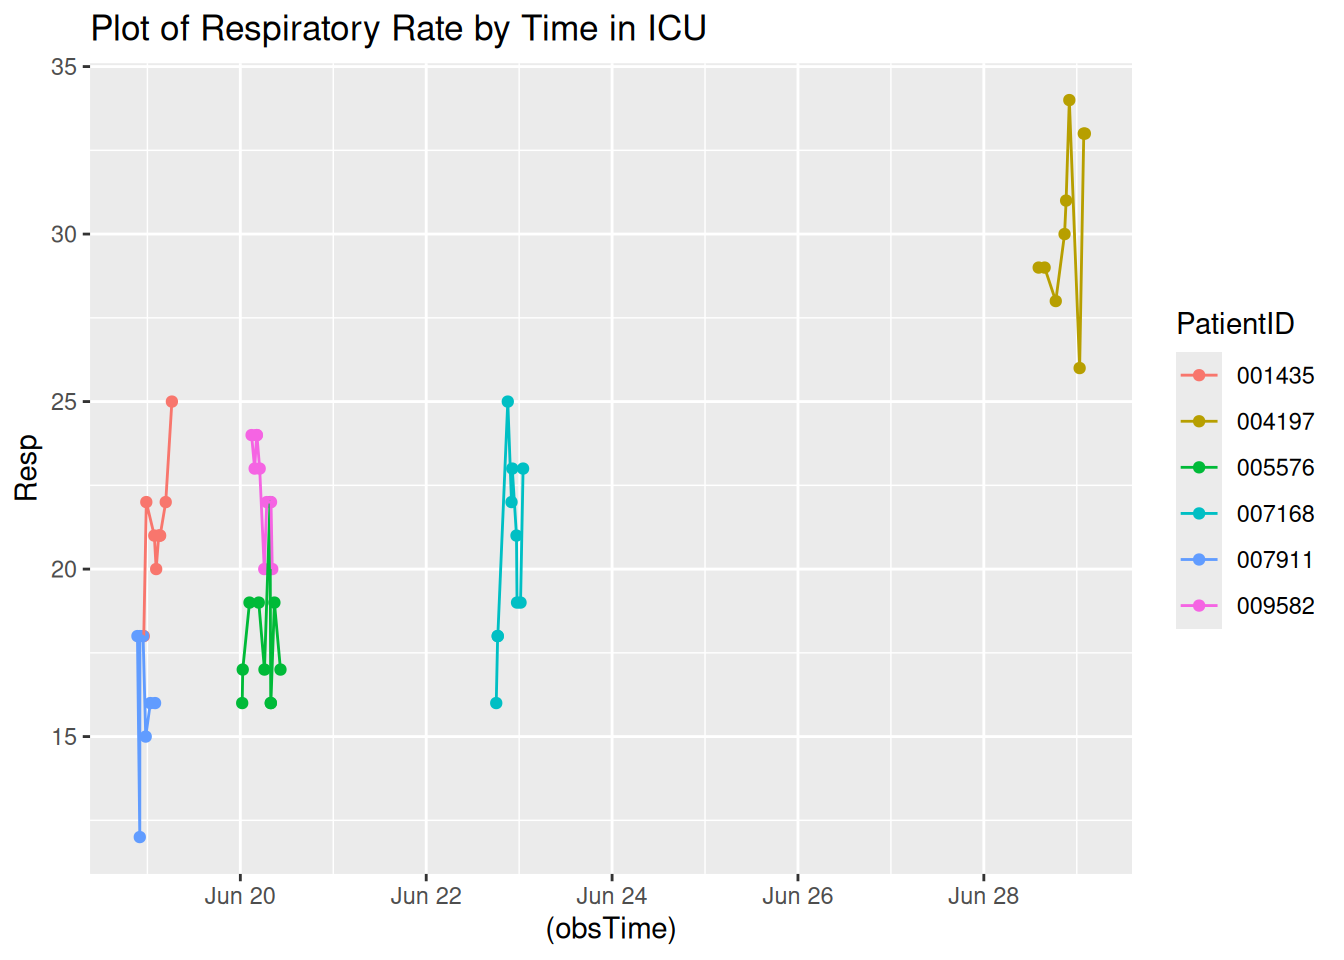 Plot of Respiratory Rate by Time in ICU
35
30
25
20
15
Resp
Jun 20
Jun 22
Jun 24
Jun 26
Jun 28
(obsTime)
PatientID
001435
004197
005576
007168
007911
009582